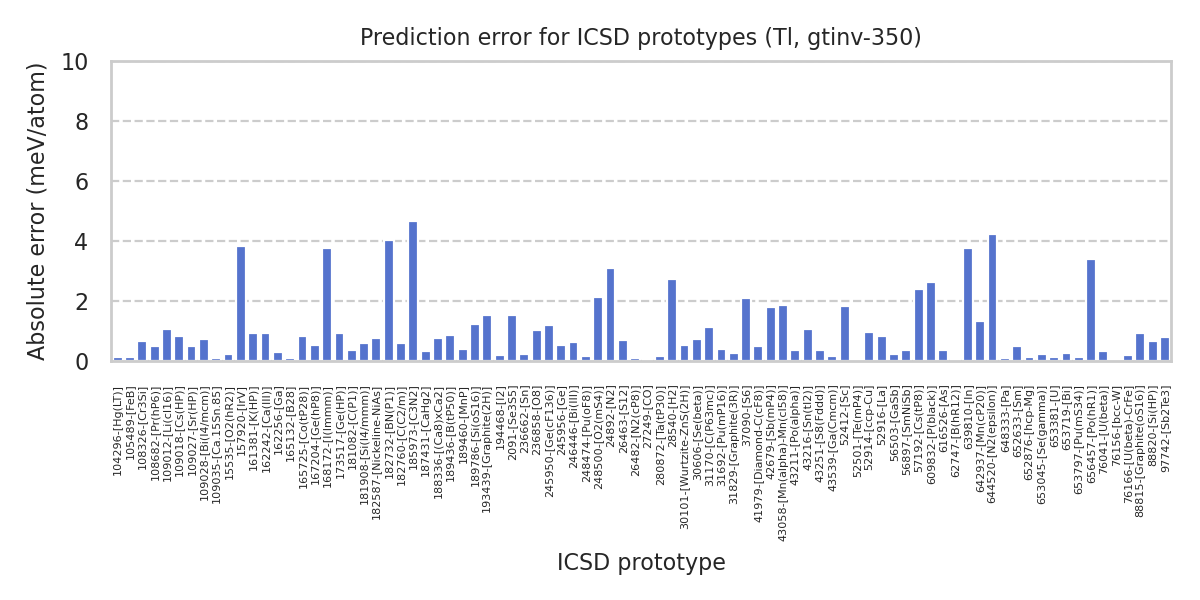 Prediction error for ICSD prototypes (Tl, gtinv-350)
Absolute error (meV/atom)
10
8
6
4
2
0
104296-[Hg(LT)]
105489-[FeB]
108326-[Cr3Si]
108682-[Pr(hP6)]
109012-[Li(cI16)]
109018-[Cs(HP)]
109027-[Sr(HP)]
109028-[Bi(I4/mcm)]
109035-[Ca.15Sn.85]
15535-[O2(hR2)]
157920-[IrV]
161381-[K(HP)]
162242-[Ca(III)]
162256-[Ga]
165132-[B28]
165725-[Co(tP28)]
167204-[Ge(hP8)]
168172-[I(Immm)]
173517-[Ge(HP)]
181082-[C(P1)]
181908-[Si(I4/mmm)]
182587-[Nickeline-NiAs]
182732-[BN(P1)]
182760-[C(C2/m)]
185973-[C3N2]
187431-[CaHg2]
188336-[(Ca8)xCa2]
189436-[B(tP50)]
189460-[MnP]
189786-[Si(oS16)]
193439-[Graphite(2H)]
194468-[I2]
2091-[Se3S5]
236662-[Sn]
236858-[O8]
245950-[Ge(cF136)]
245956-[Ge]
246446-[Bi(III)]
248474-[Pu(oF8)]
248500-[O2(mS4)]
24892-[N2]
26463-[S12]
26482-[N2(cP8)]
27249-[CO]
280872-[Ta(tP30)]
28540-[H2]
30101-[Wurtzite-ZnS(2H)]
30606-[Se(beta)]
31170-[C(P63mc)]
31692-[Pu(mP16)]
31829-[Graphite(3R)]
37090-[S6]
41979-[Diamond-C(cF8)]
42679-[Sb(mP4)]
43058-[Mn(alpha)-Mn(cI58)]
43211-[Po(alpha)]
43216-[Sn(tI2)]
43251-[S8(Fddd)]
43539-[Ga(Cmcm)]
52412-[Sc]
52501-[Te(mP4)]
52914-[fcc-Cu]
52916-[La]
56503-[GaSb]
56897-[SmNiSb]
57192-[Cs(tP8)]
609832-[P(black)]
616526-[As]
62747-[B(hR12)]
639810-[In]
642937-[Mn(cP20)]
644520-[N2(epsilon)]
648333-[Pa]
652633-[Sm]
652876-[hcp-Mg]
653045-[Se(gamma)]
653381-[U]
653719-[Bi]
653797-[Pu(mS34)]
656457-[Po(hR1)]
76041-[U(beta)]
76156-[bcc-W]
76166-[U(beta)-CrFe]
88815-[Graphite(oS16)]
88820-[Si(HP)]
97742-[Sb2Te3]
ICSD prototype